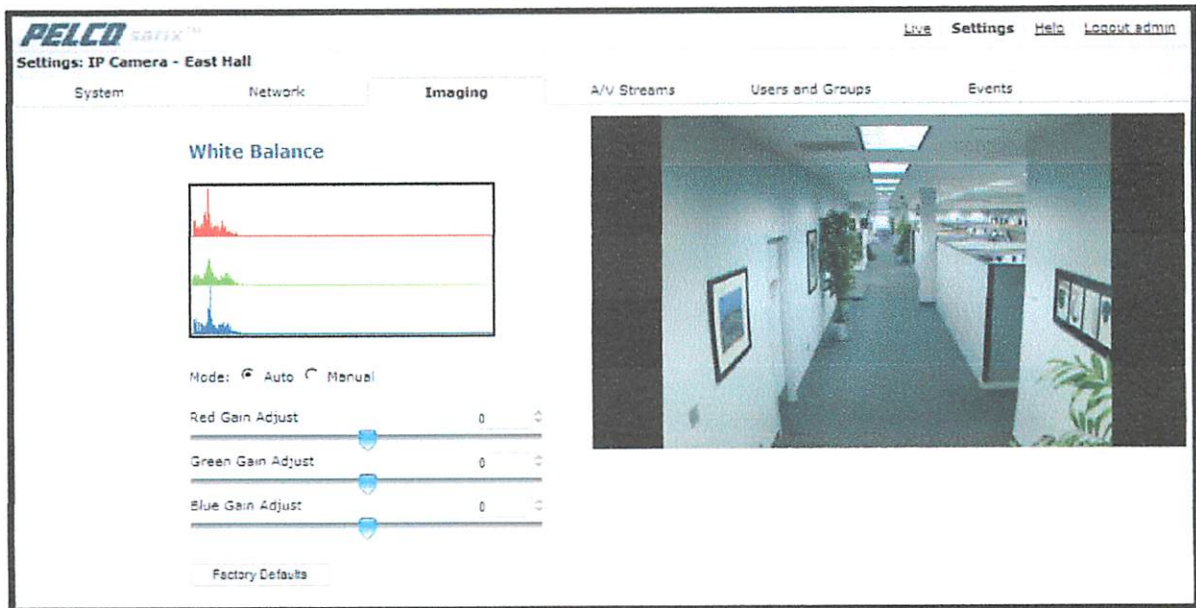 PELCO sarix™
Live Settings Help Logout admin
Settings: IP Camera - East Hall
System Network Imaging A/V Streams Users and Groups Events
White Balance
Mode: Auto Manual
Red Gain Adjust 0
Green Gain Adjust 0
Blue Gain Adjust 0
Factory Defaults